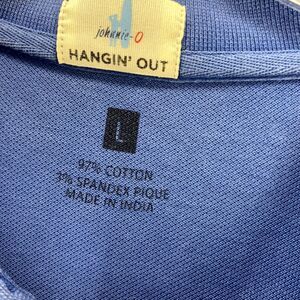 johnnie-O
HANGIN' OUT
L
97% COTTON
3% SPANDEX PIQUE
MADE IN INDIA